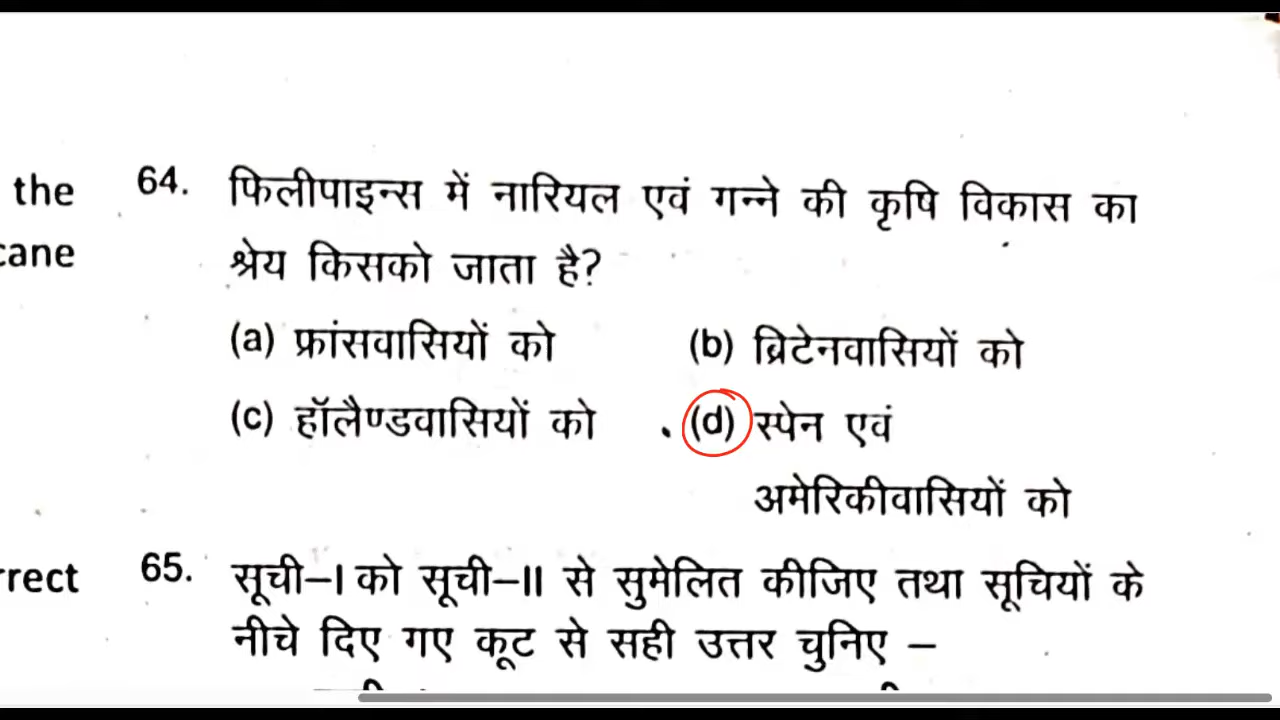 the
cane
64. फिलीपाइन्स में नारियल एवं गन्ने की कृषि विकास का
श्रेय किसको जाता है?
(a) फ्रांसवासियों को (b) ब्रिटेनवासियों को
(c) हॉलैण्डवासियों को (d) स्पेन एवं
अमेरिकीवासियों को
rrect
65. सूची–I को सूची–II से सुमेलित कीजिए तथा सूचियों के
नीचे दिए गए कूट से सही उत्तर चुनिए –